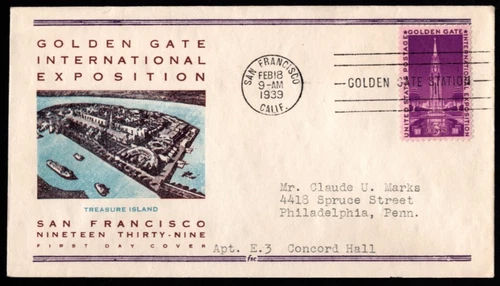 GOLDEN GATE
INTERNATIONAL
EXPOSITION
TREASURE ISLAND
SAN FRANCISCO
NINETEEN THIRTY-NINE
FIRST DAY COVER
SAN FRANCISCO
FEB 18
9-AM
1939
CALIF.
GOLDEN GATE STATION
GOLDEN GATE
UNITED STATES POSTAGE
INTERNATIONAL EXPOSITION
3¢
Mr. Claude U. Marks
4418 Spruce Street
Philadelphia, Penn.
Apt. E.3 Concord Hall